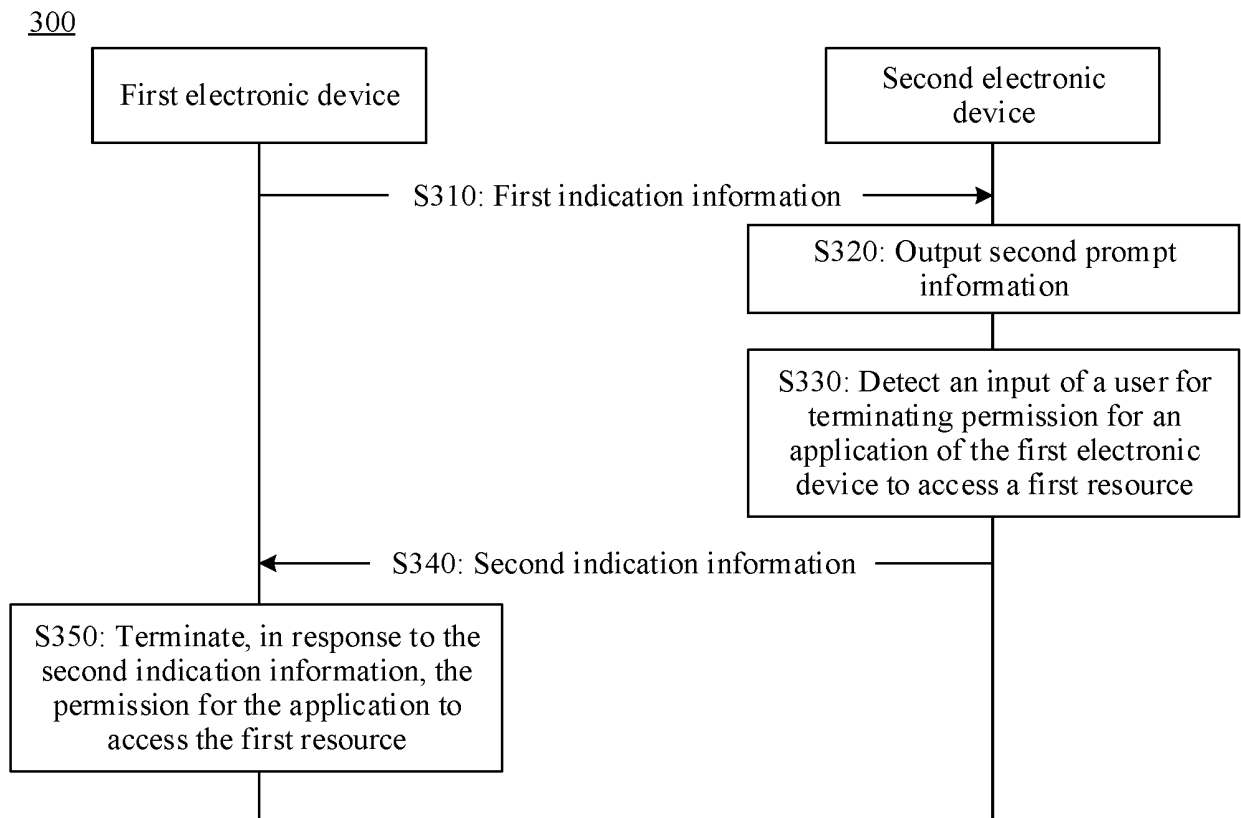 300
First electronic device
Second electronic
device
S310: First indication information
S320: Output second prompt
information
S330: Detect an input of a user for
terminating permission for an
application of the first electronic
device to access a first resource
S340: Second indication information
S350: Terminate, in response to the
second indication information, the
permission for the application to
access the first resource